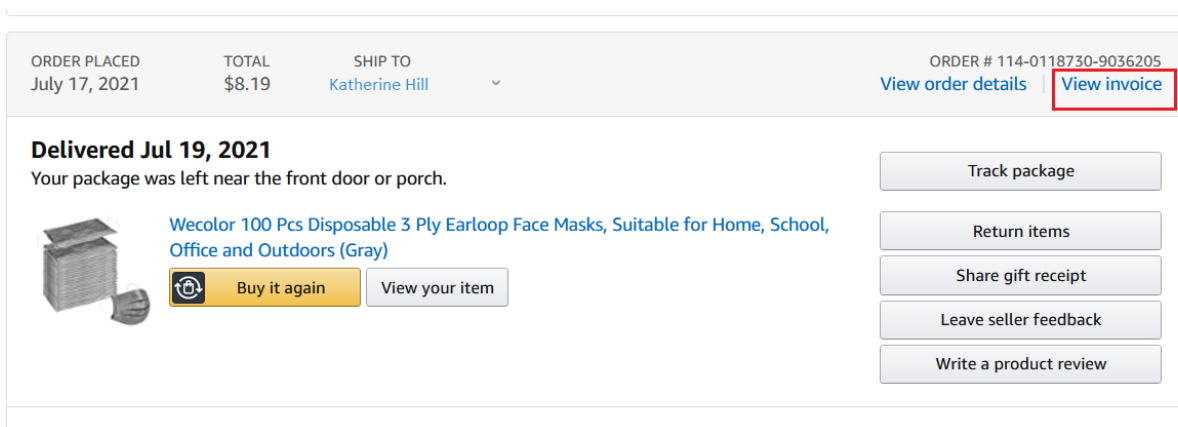 ORDER PLACED TOTAL SHIP TO ORDER # 114-0118730-9036205
July 17, 2021 $8.19 Katherine Hill View order details View invoice
Delivered Jul 19, 2021
Your package was left near the front door or porch.
Track package
Wecolor 100 Pcs Disposable 3 Ply Earloop Face Masks, Suitable for Home, School,
Office and Outdoors (Gray)
Return items
Buy it again View your item
Share gift receipt
Leave seller feedback
Write a product review